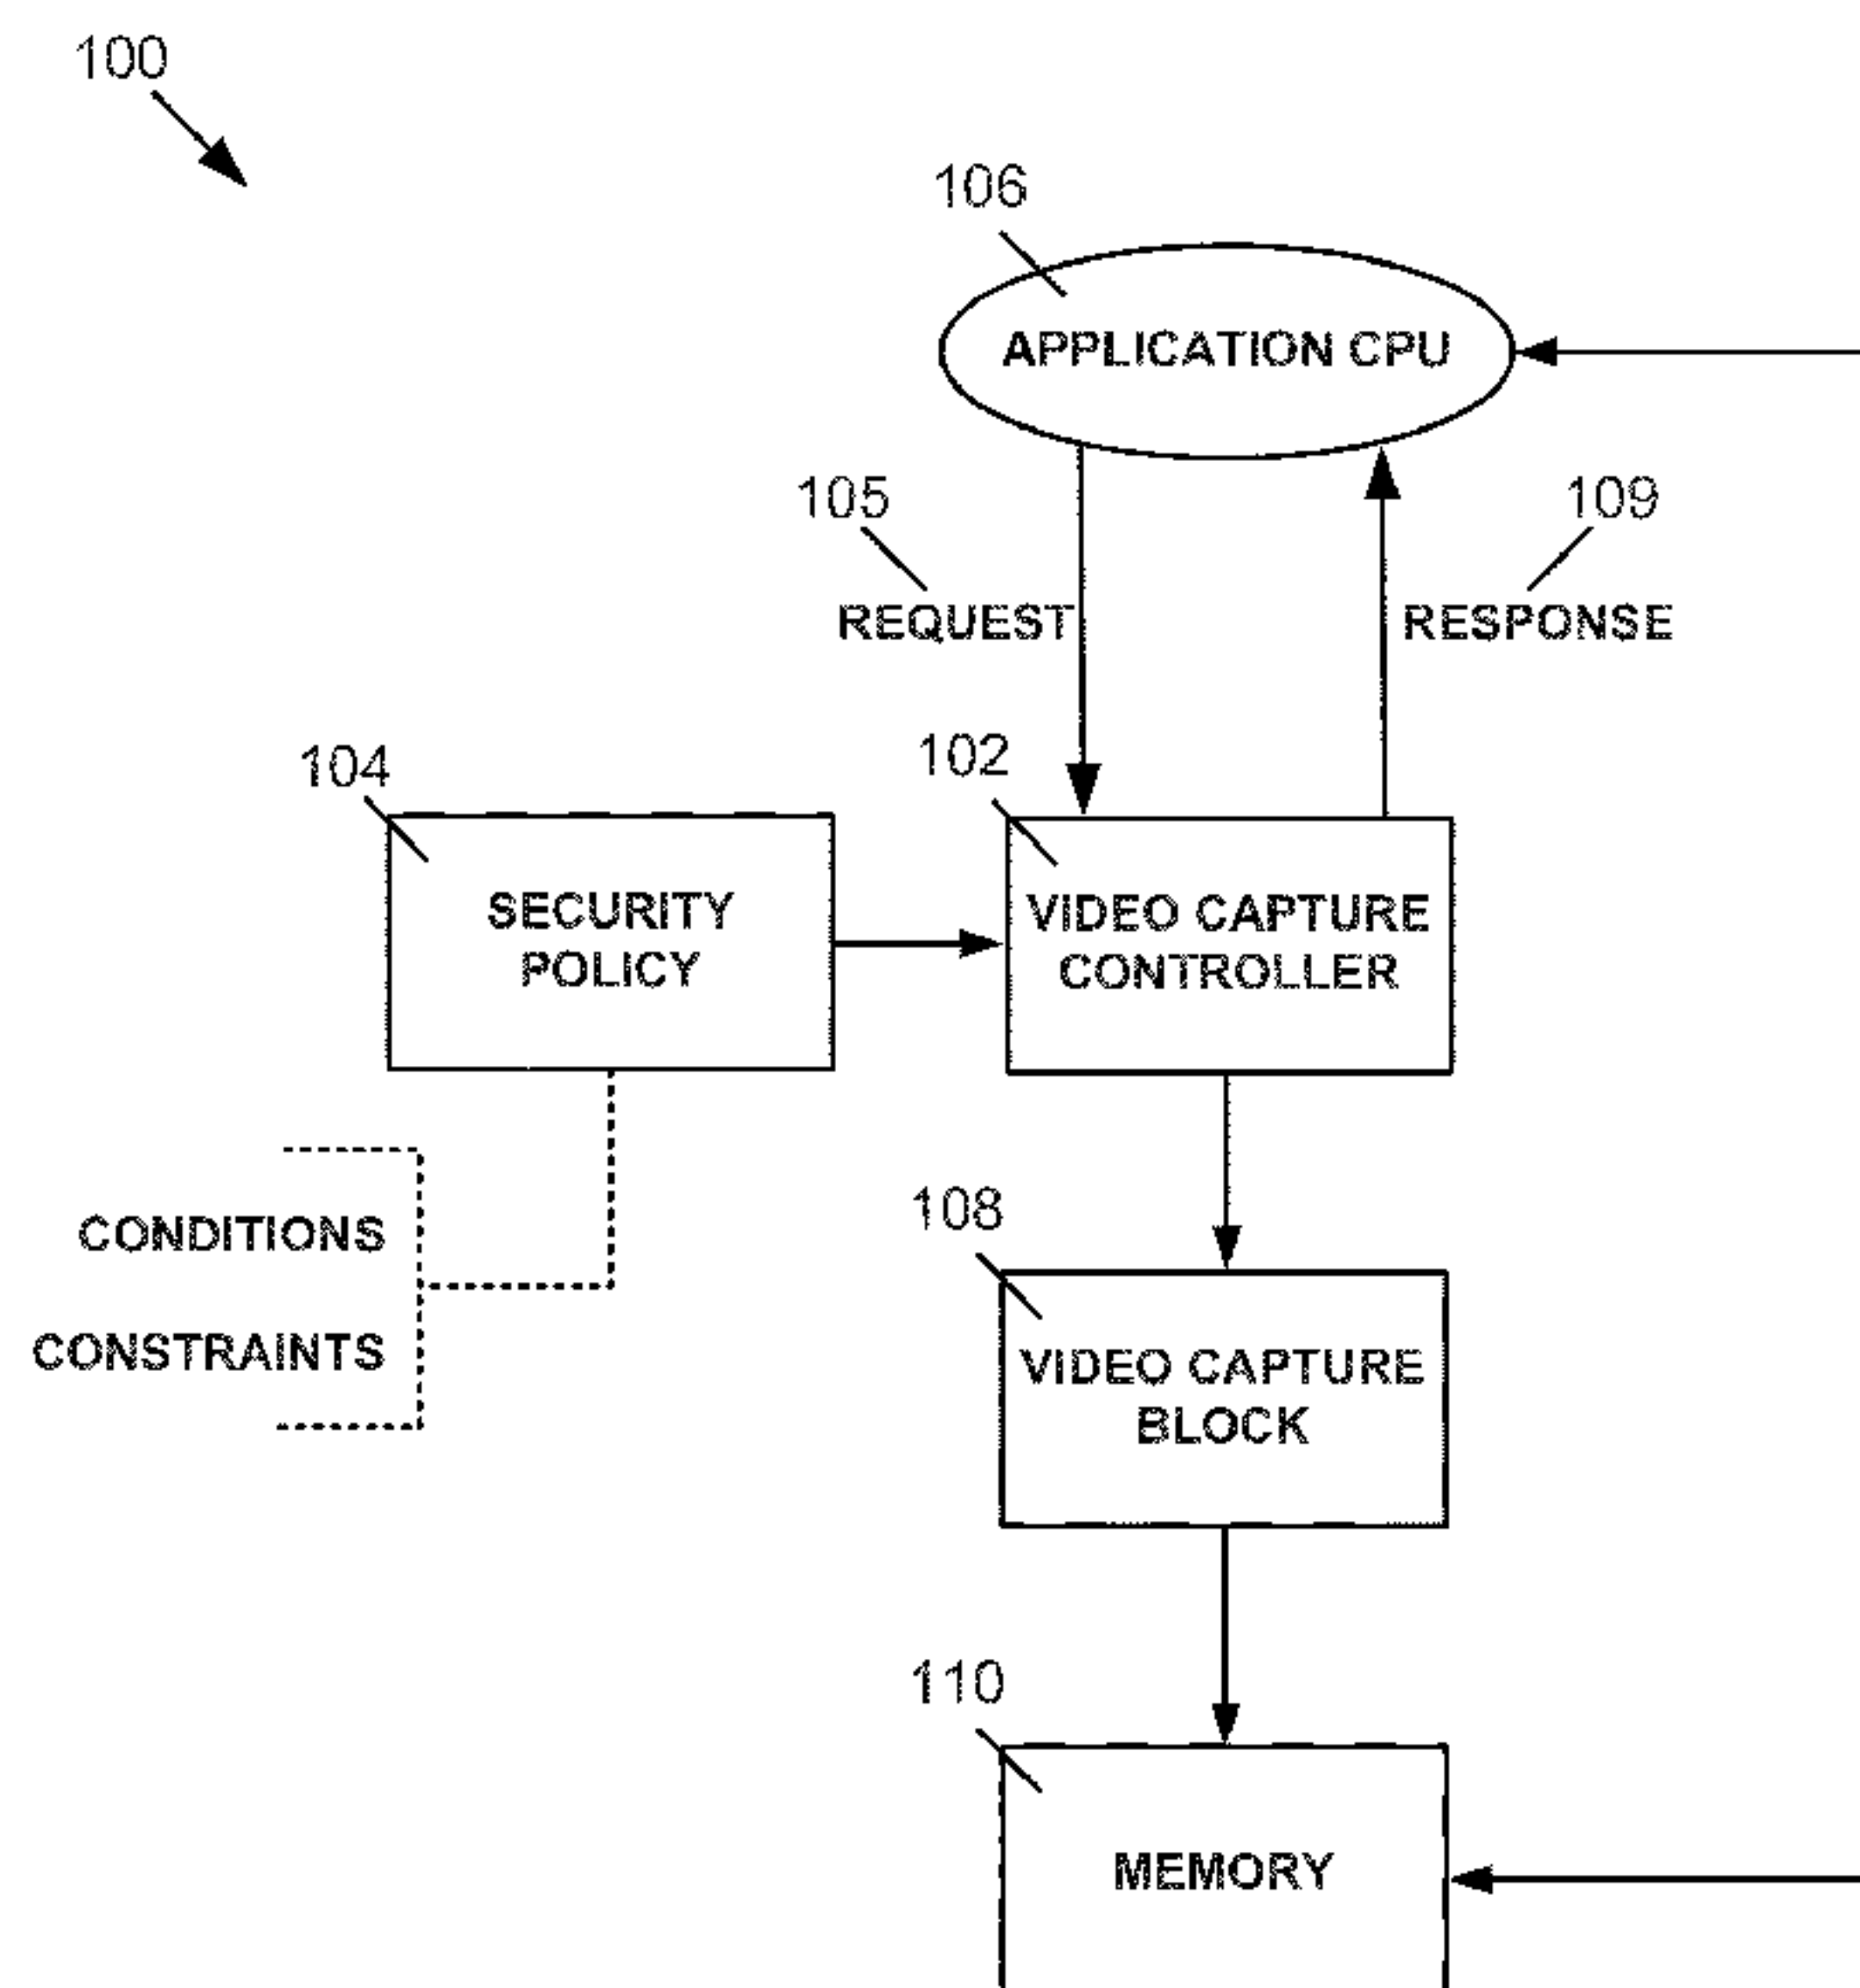 100
106
APPLICATION CPU
105
109
REQUEST
RESPONSE
104
102
SECURITY
POLICY
VIDEO CAPTURE
CONTROLLER
108
CONDITIONS
CONSTRAINTS
VIDEO CAPTURE
BLOCK
110
MEMORY